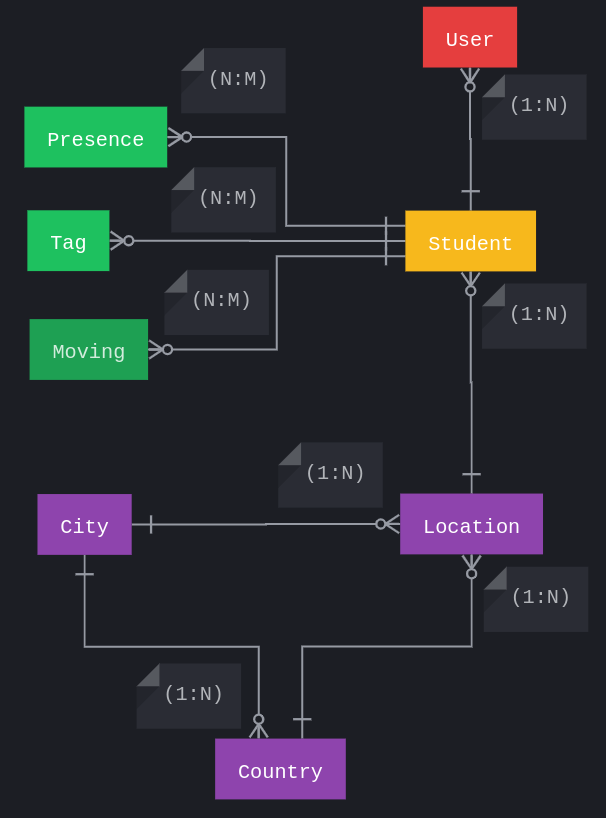 User
(N:M)
(1:N)
Presence
(N:M)
Tag
Student
(N:M)
(1:N)
Moving
(1:N)
City
Location
(1:N)
(1:N)
Country